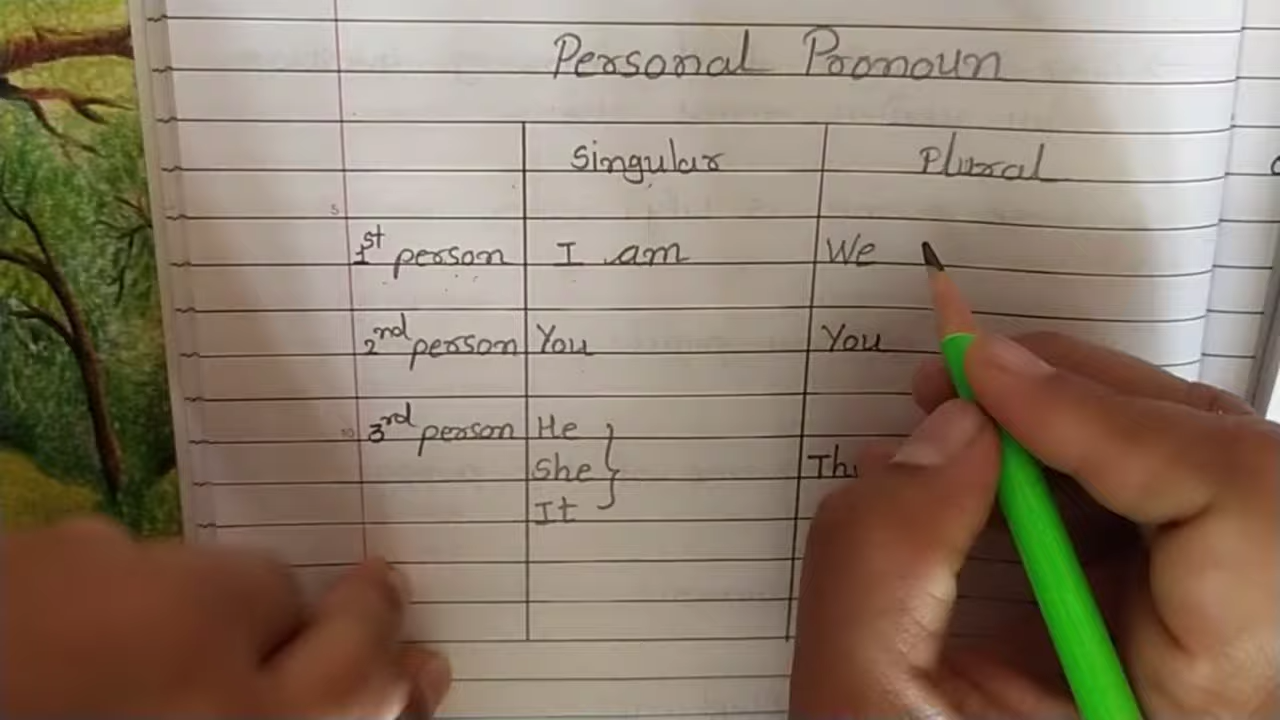 Personal Pronoun
Singular Plural
1st person I am We
2nd person You You
3rd person He
She
It